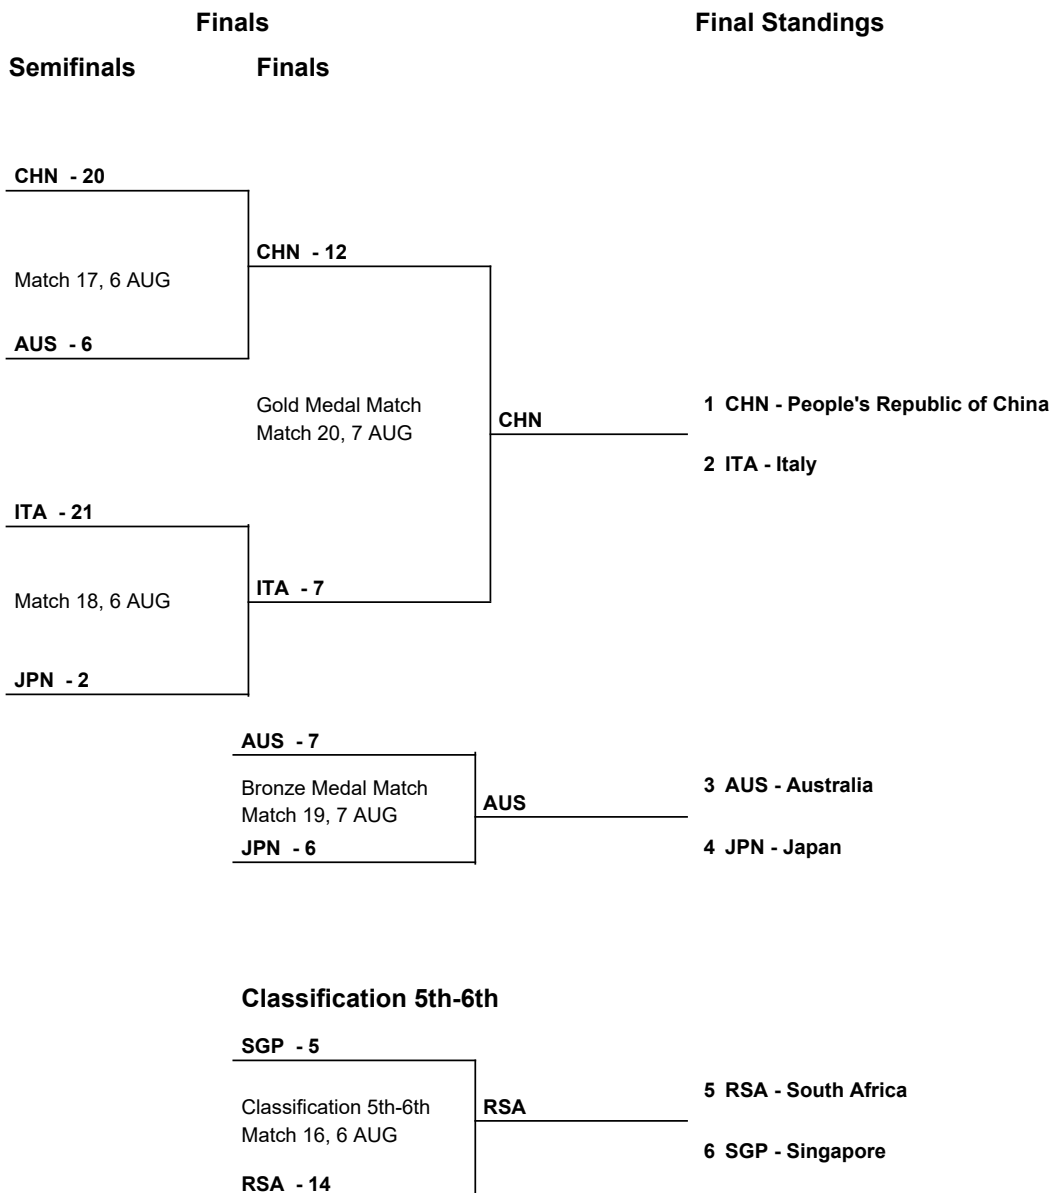 Finals
Final Standings
Semifinals
Finals
CHN - 20
Match 17, 6 AUG
AUS - 6
CHN - 12
Gold Medal Match
Match 20, 7 AUG
CHN
1 CHN - People's Republic of China
2 ITA - Italy
ITA - 21
Match 18, 6 AUG
JPN - 2
ITA - 7
AUS - 7
Bronze Medal Match
Match 19, 7 AUG
JPN - 6
AUS
3 AUS - Australia
4 JPN - Japan
Classification 5th-6th
SGP - 5
Classification 5th-6th
Match 16, 6 AUG
RSA - 14
RSA
5 RSA - South Africa
6 SGP - Singapore